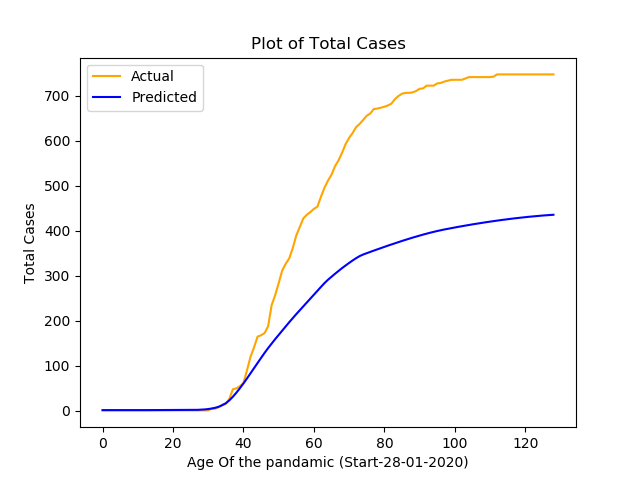 Plot of Total Cases
Actual
Predicted
Total Cases
700
600
500
400
300
200
100
0
0 20 40 60 80 100 120
Age Of the pandamic (Start-28-01-2020)